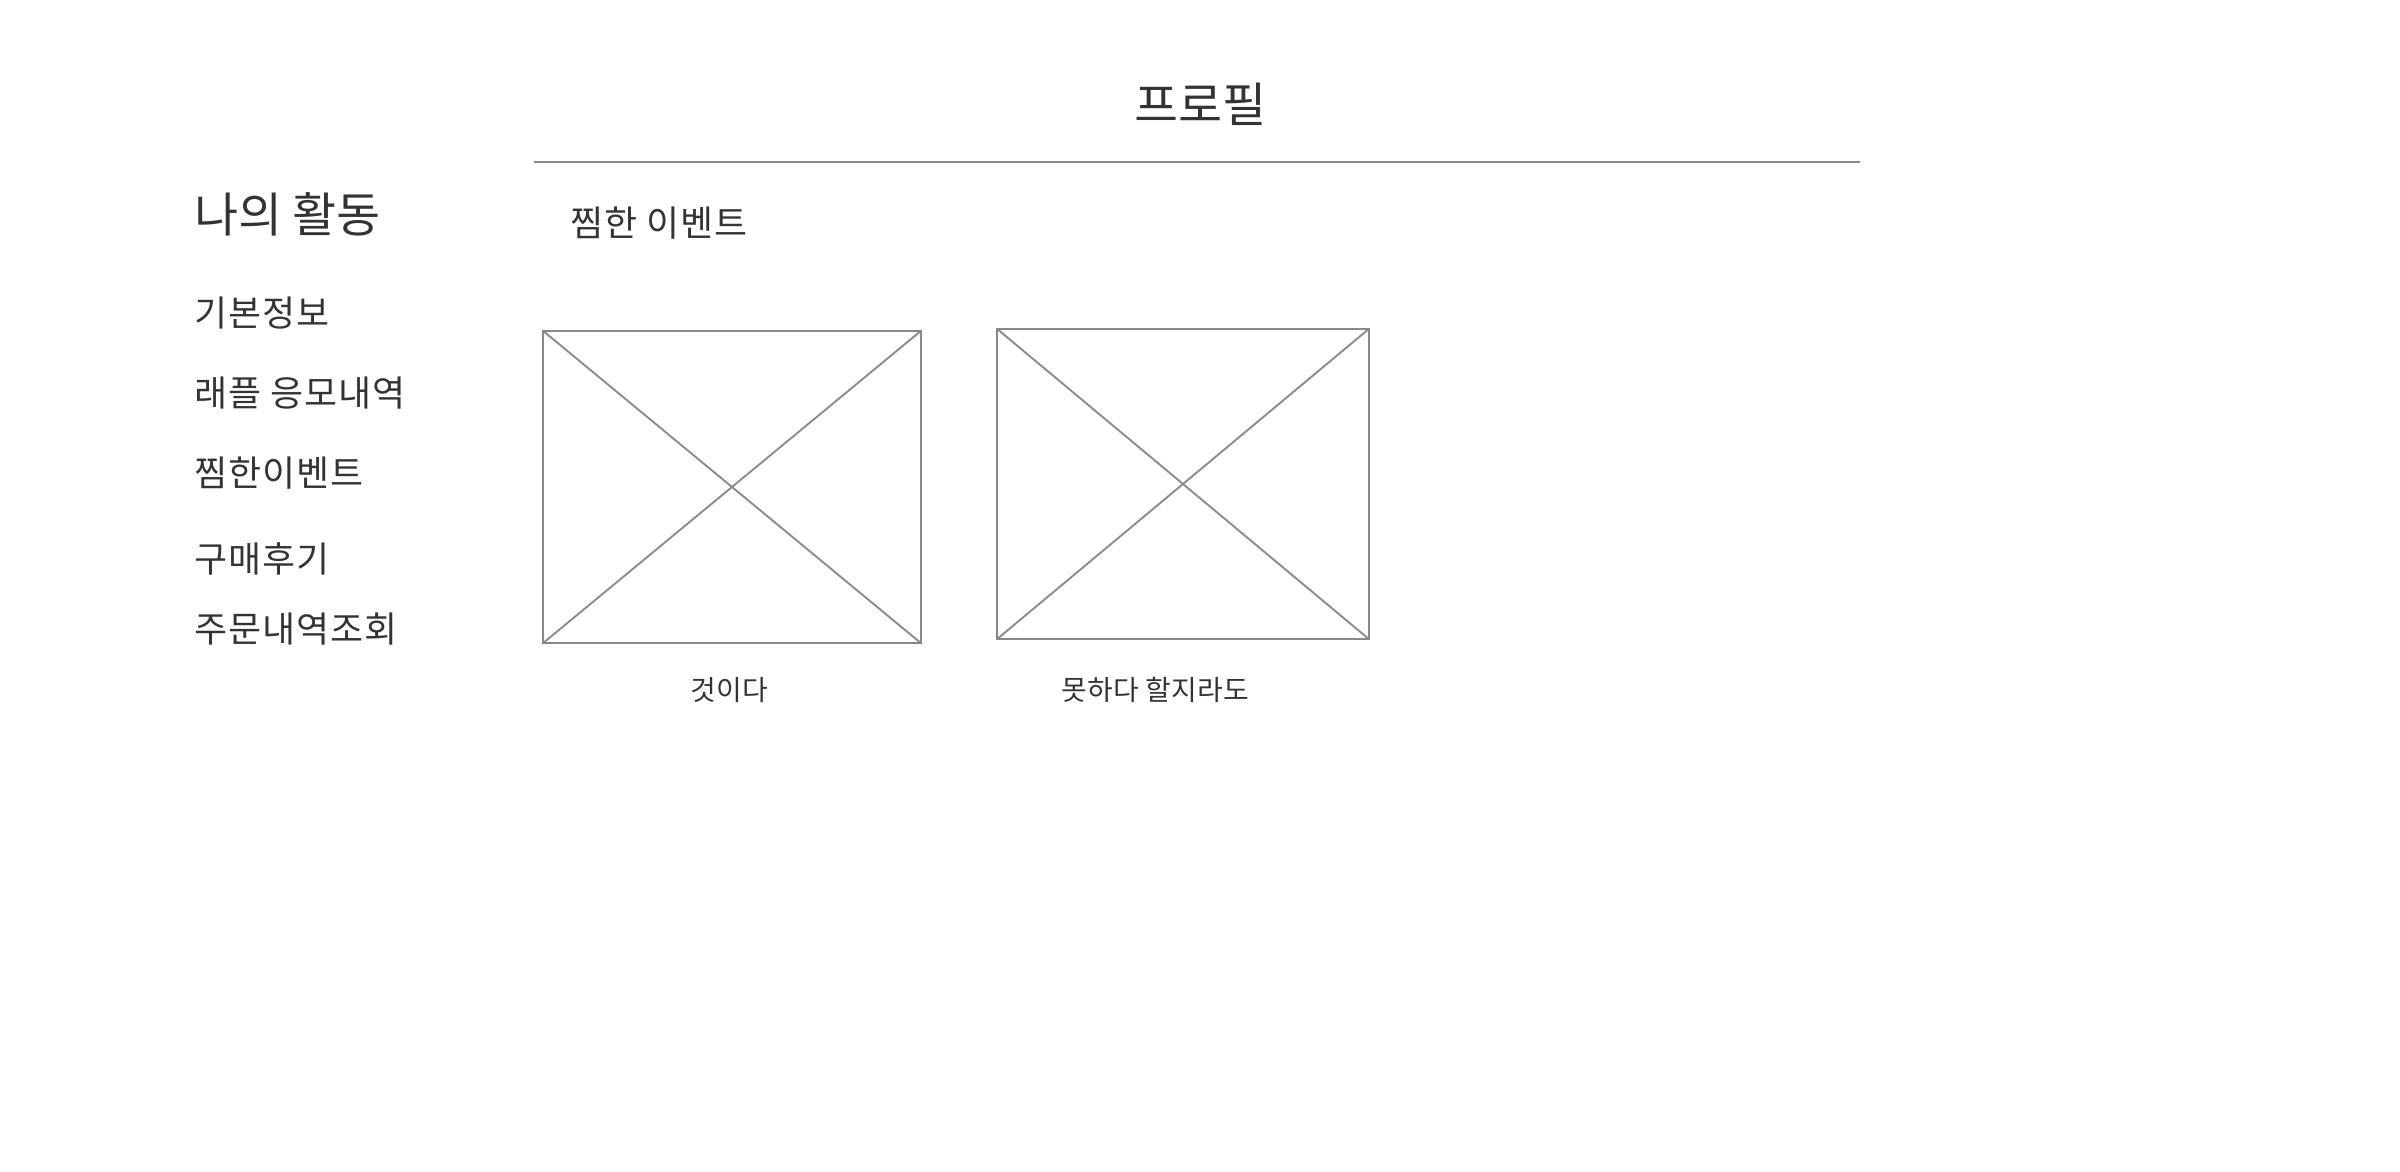 프로필
나의 활동
기본정보
래플 응모내역
찜한이벤트
구매후기
주문내역조회
찜한 이벤트
것이다
못하다 할지라도